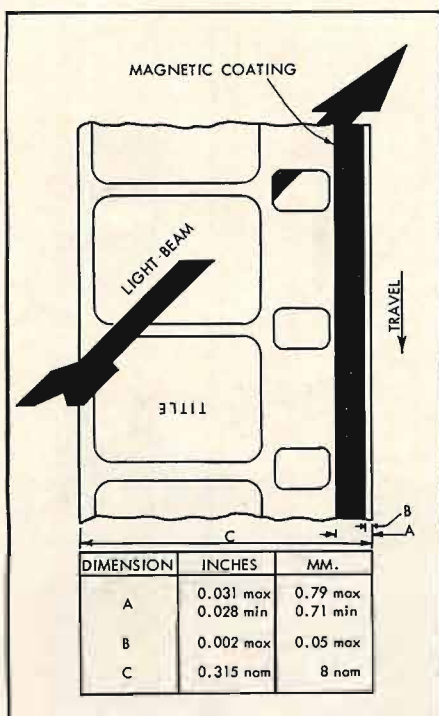 MAGNETIC COATING
LIGHT-BEAM
TRAVEL
TITLE
B
A
C
DIMENSION INCHES MM.
A 0.031 max 0.79 max
0.028 min 0.71 min
B 0.002 max 0.05 max
C 0.315 nom 8 nom